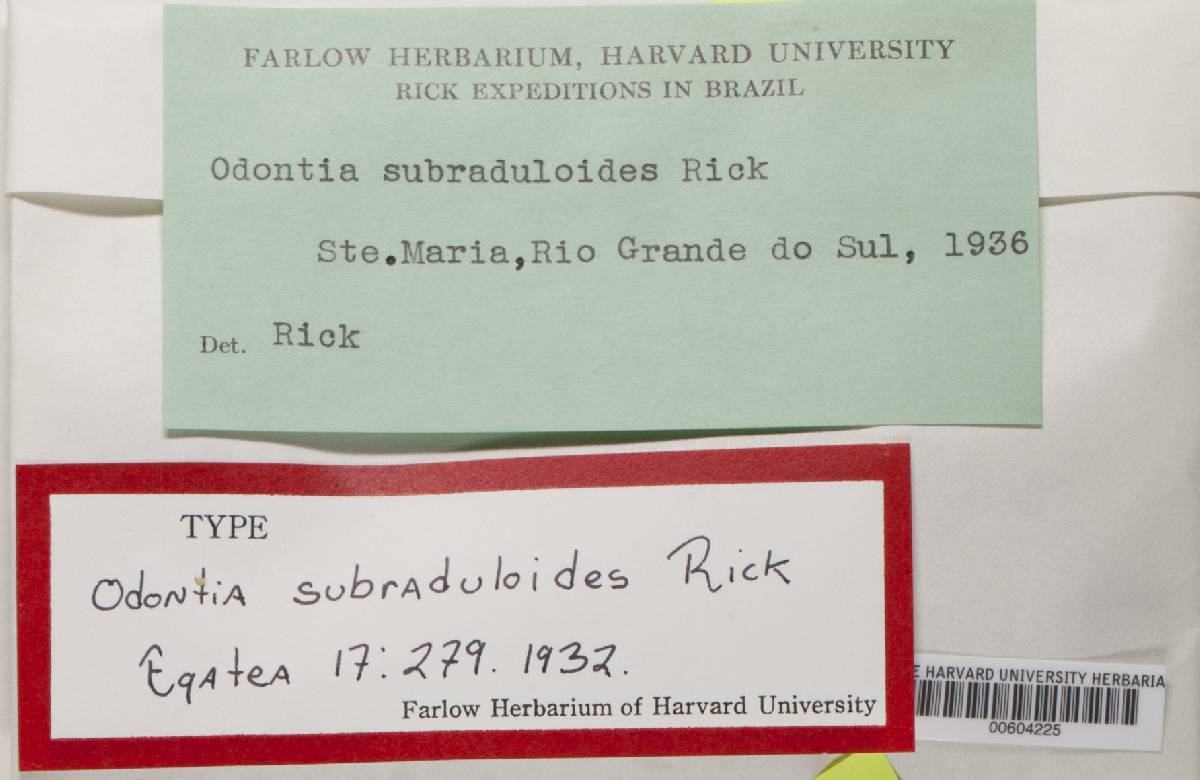 FARLOW HERBARIUM, HARVARD UNIVERSITY
RICK EXPEDITIONS IN BRAZIL
Odontia subraduloides Rick
Ste.Maria,Rio Grande do Sul, 1936
Det. Rick
TYPE
Odontia subraduloides Rick
Egatea 17: 279. 1932.
Farlow Herbarium of Harvard University
E HARVARD UNIVERSITY HERBARIA
00604225